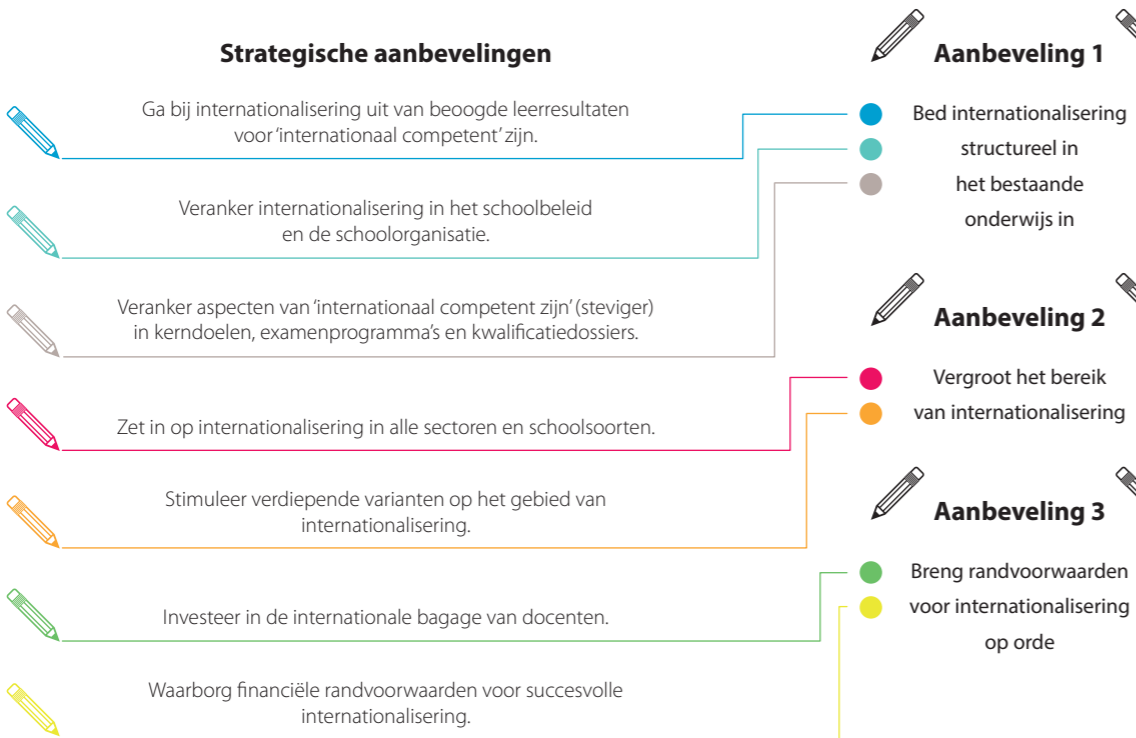 Strategische aanbevelingen
Ga bij internationalisering uit van beoogde leerresultaten
voor ‘internationaal competent’ zijn.
Veranker internationalisering in het schoolbeleid
en de schoolorganisatie.
Veranker aspecten van ‘internationaal competent zijn’ (steviger)
in kerndoelen, examenprogramma’s en kwalificatiedossiers.
Zet in op internationalisering in alle sectoren en schoolsoorten.
Stimuleer verdiepende varianten op het gebied van
internationalisering.
Investeer in de internationale bagage van docenten.
Waarborg financiële randvoorwaarden voor succesvolle
internationalisering.
Aanbeveling 1
Bed internationalisering
structureel in
het bestaande
onderwijs in
Aanbeveling 2
Vergroot het bereik
van internationalisering
Aanbeveling 3
Breng randvoorwaarden
voor internationalisering
op orde